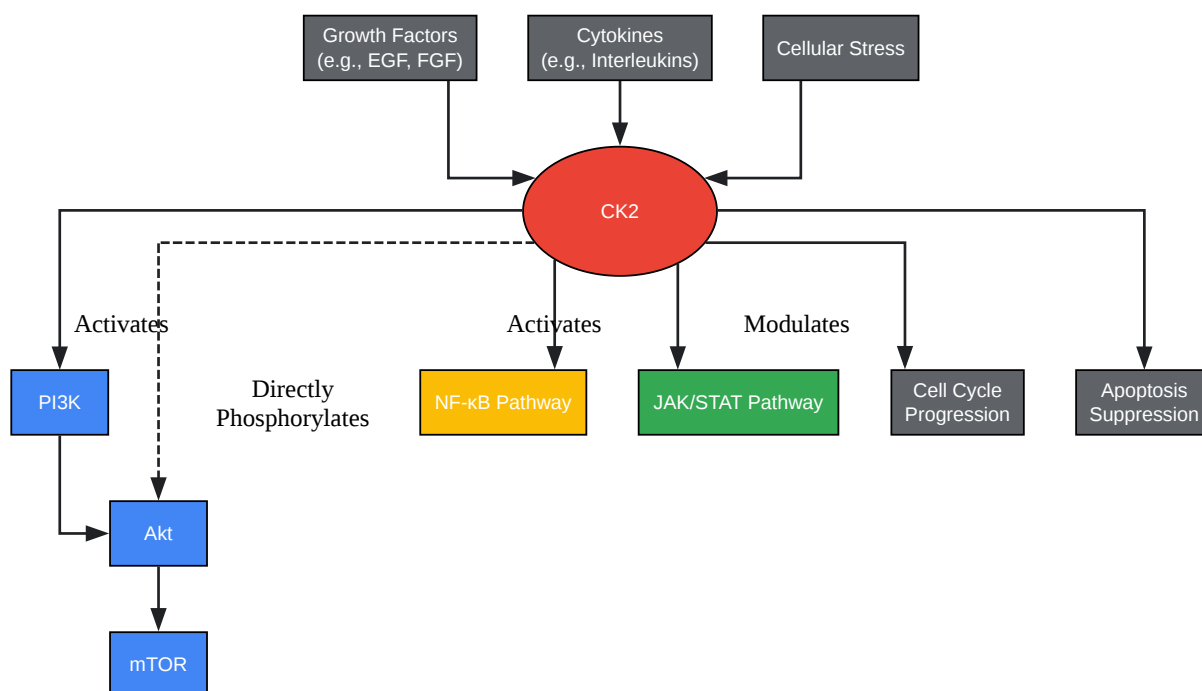 Growth Factors
(e.g., EGF, FGF)
Cytokines
(e.g., Interleukins)
Cellular Stress
CK2
Activates
Activates
Modulates
Directly
Phosphorylates
PI3K
NF-κB Pathway
JAK/STAT Pathway
Cell Cycle
Progression
Apoptosis
Suppression
Akt
mTOR